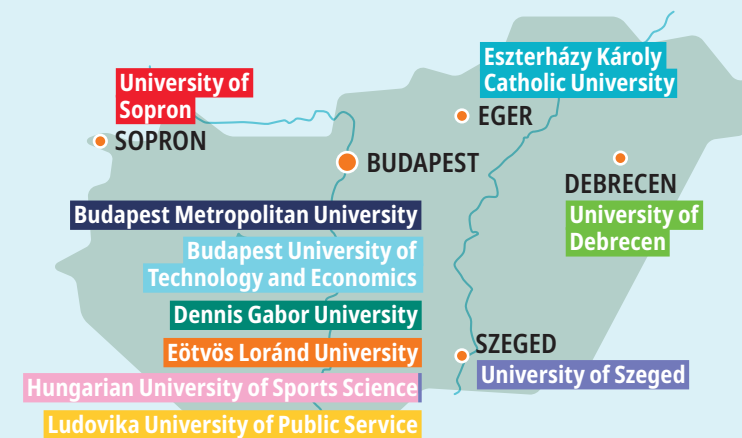 University of
Sopron
SOPRON
Eszterházy Károly
Catholic University
EGER
BUDAPEST
Budapest Metropolitan University
Budapest University of
Technology and Economics
Dennis Gabor University
Eötvös Loránd University
Hungarian University of Sports Science
Ludovika University of Public Service
DEBRECEN
University of
Debrecen
SZEGED
University of Szeged